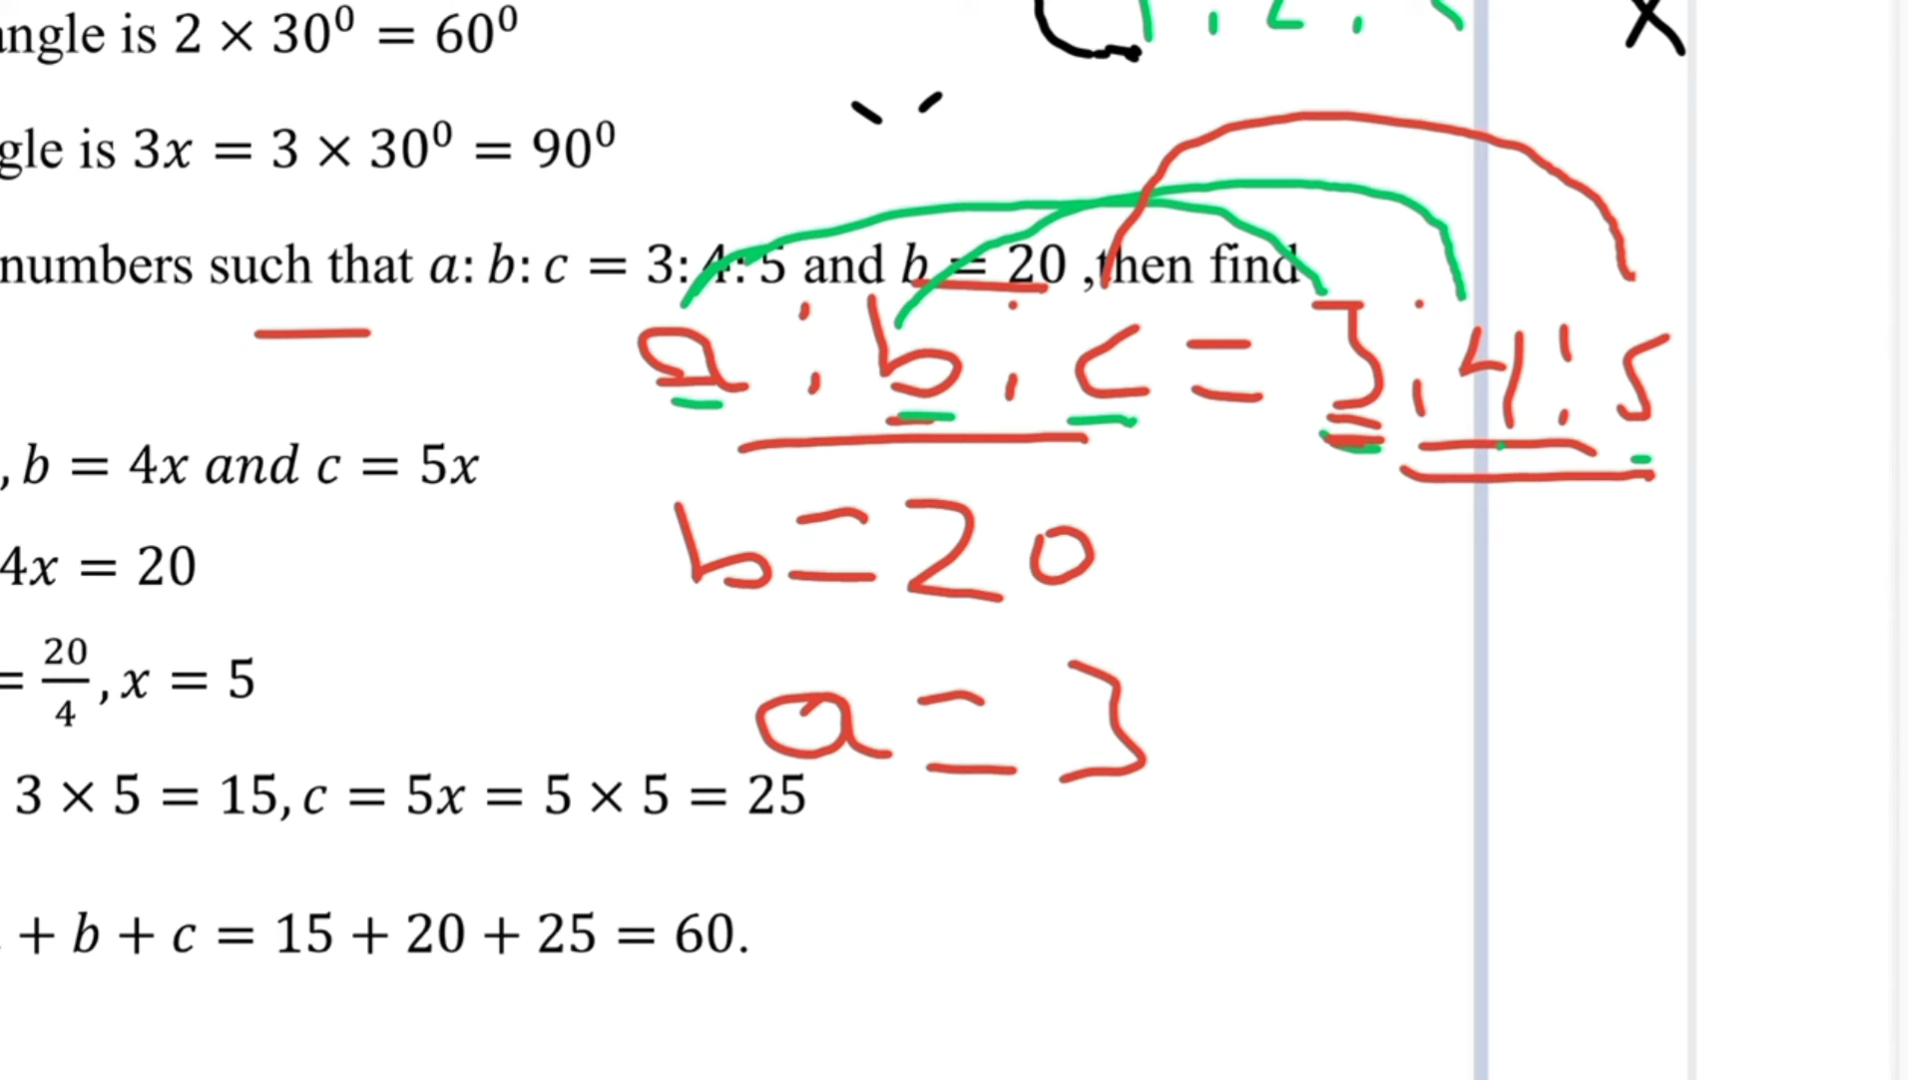 angle is 2 × 30⁰ = 60⁰
1 : 2 :
x
gle is 3x = 3 × 30⁰ = 90⁰
numbers such that a: b: c = 3: 4: 5 and b = 20 ,then find
a : b : c = 3 : 4 : 5
, b = 4x and c = 5x
b = 20
4x = 20
= 20/4 , x = 5
a = 3
3 × 5 = 15, c = 5x = 5 × 5 = 25
+ b + c = 15 + 20 + 25 = 60.